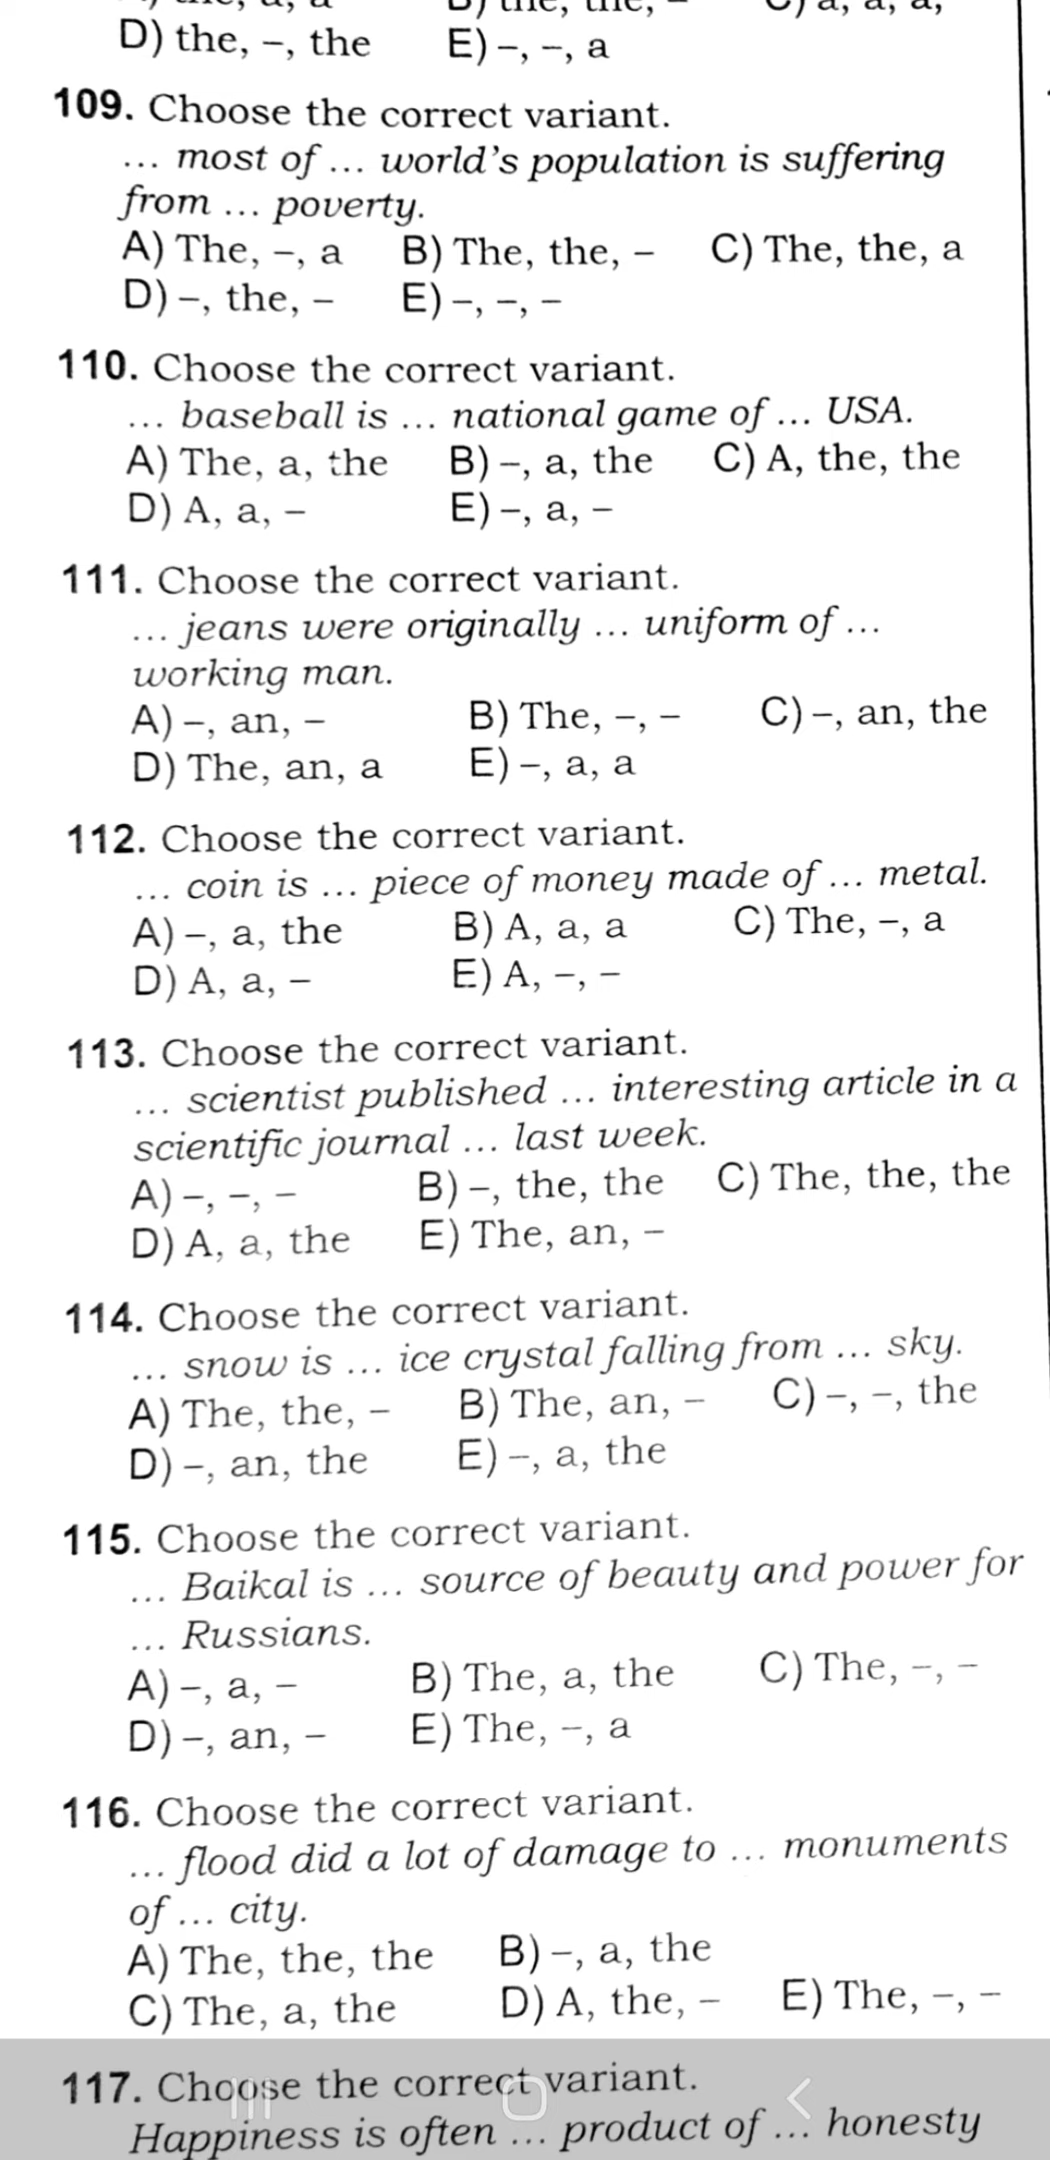 D) the, –, the E) –, –, a
109. Choose the correct variant.
... most of ... world's population is suffering
from ... poverty.
A) The, –, a B) The, the, – C) The, the, a
D) –, the, – E) –, –, –
110. Choose the correct variant.
... baseball is ... national game of ... USA.
A) The, a, the B) –, a, the C) A, the, the
D) A, a, – E) –, a, –
111. Choose the correct variant.
... jeans were originally ... uniform of ...
working man.
A) –, an, – B) The, –, – C) –, an, the
D) The, an, a E) –, a, a
112. Choose the correct variant.
... coin is ... piece of money made of ... metal.
A) –, a, the B) A, a, a C) The, –, a
D) A, a, – E) A, –, –
113. Choose the correct variant.
... scientist published ... interesting article in a
scientific journal ... last week.
A) –, –, – B) –, the, the C) The, the, the
D) A, a, the E) The, an, –
114. Choose the correct variant.
... snow is ... ice crystal falling from ... sky.
A) The, the, – B) The, an, – C) –, –, the
D) –, an, the E) –, a, the
115. Choose the correct variant.
... Baikal is ... source of beauty and power for
... Russians.
A) –, a, – B) The, a, the C) The, –, –
D) –, an, – E) The, –, a
116. Choose the correct variant.
... flood did a lot of damage to ... monuments
of ... city.
A) The, the, the B) –, a, the
C) The, a, the D) A, the, – E) The, –, –
117. Choose the correct variant.
Happiness is often ... product of ... honesty